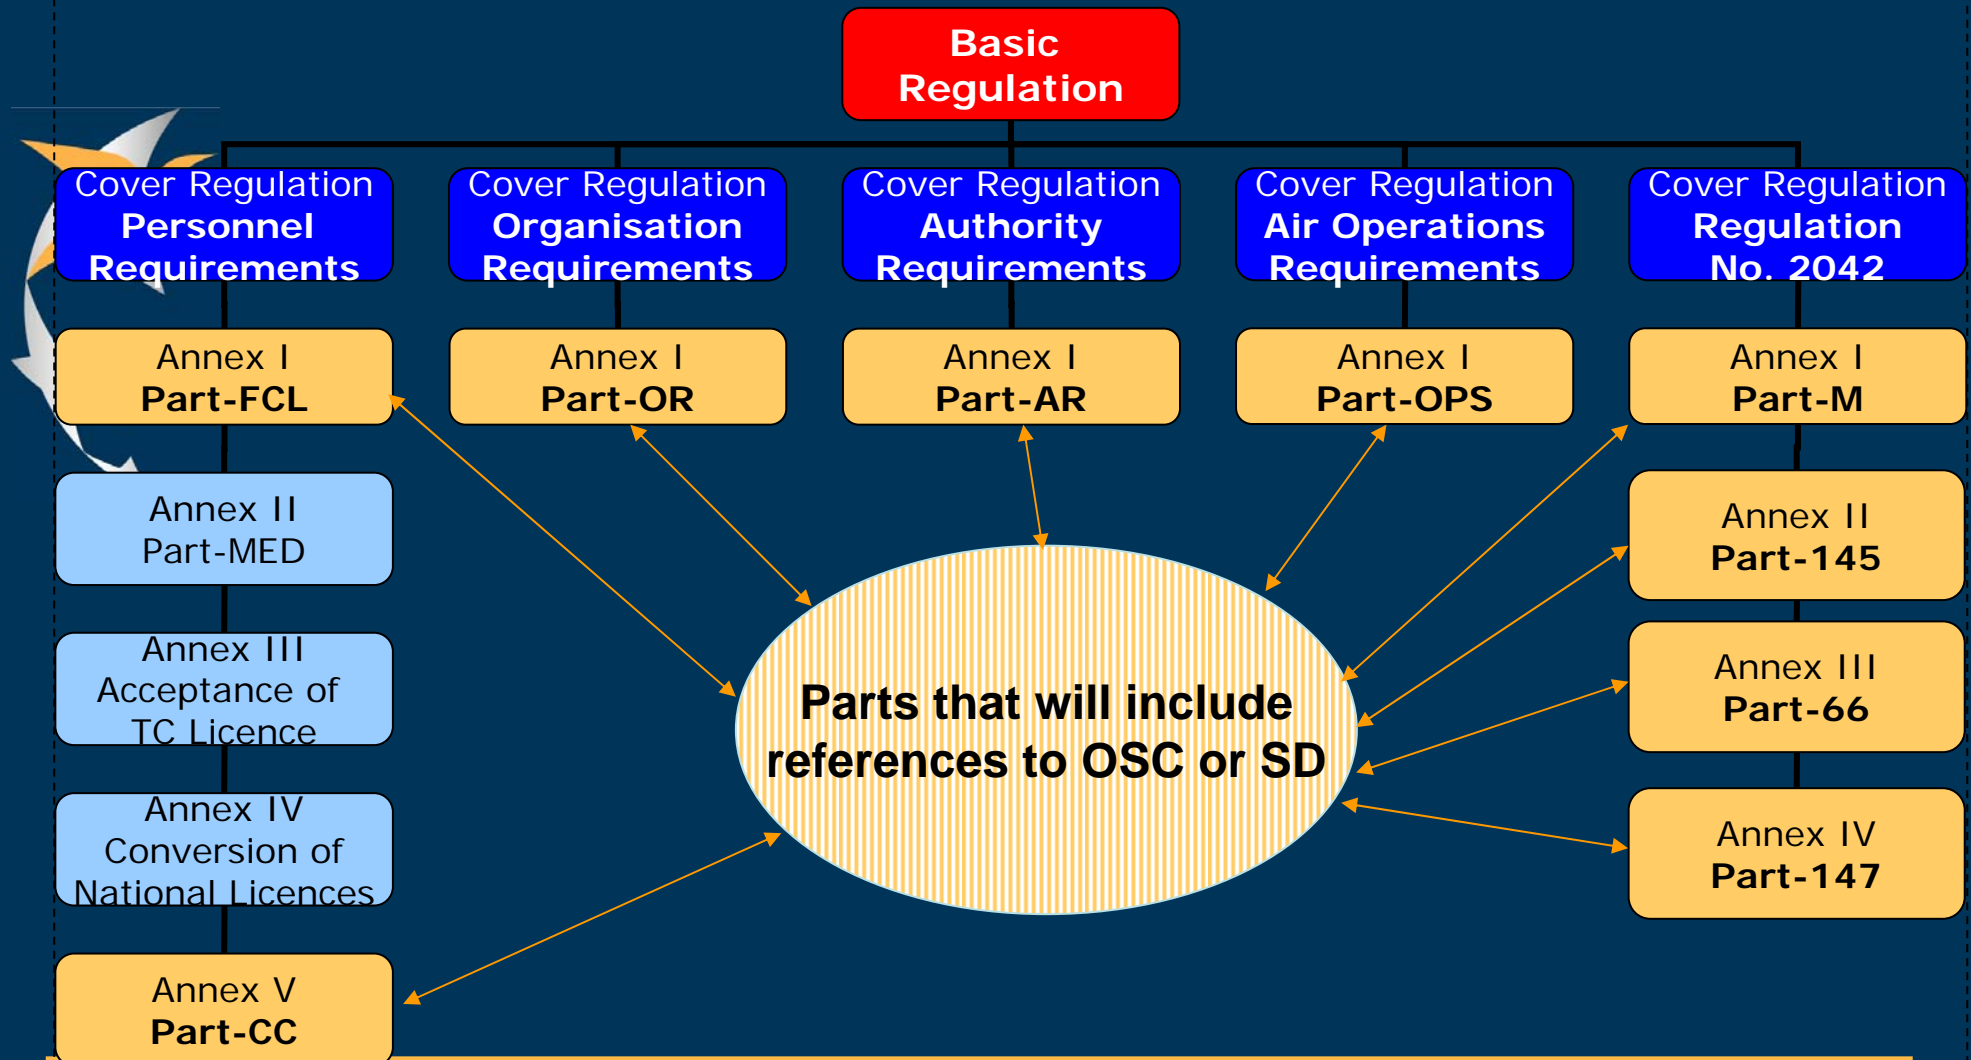 Basic
Regulation
Cover Regulation
Personnel
Requirements
Cover Regulation
Organisation
Requirements
Cover Regulation
Authority
Requirements
Cover Regulation
Air Operations
Requirements
Cover Regulation
Regulation
No. 2042
Annex I
Part-FCL
Annex I
Part-OR
Annex I
Part-AR
Annex I
Part-OPS
Annex I
Part-M
Annex II
Part-MED
Annex II
Part-145
Annex III
Acceptance of
TC Licence
Annex III
Part-66
Parts that will include
references to OSC or SD
Annex IV
Conversion of
National Licences
Annex IV
Part-147
Annex V
Part-CC